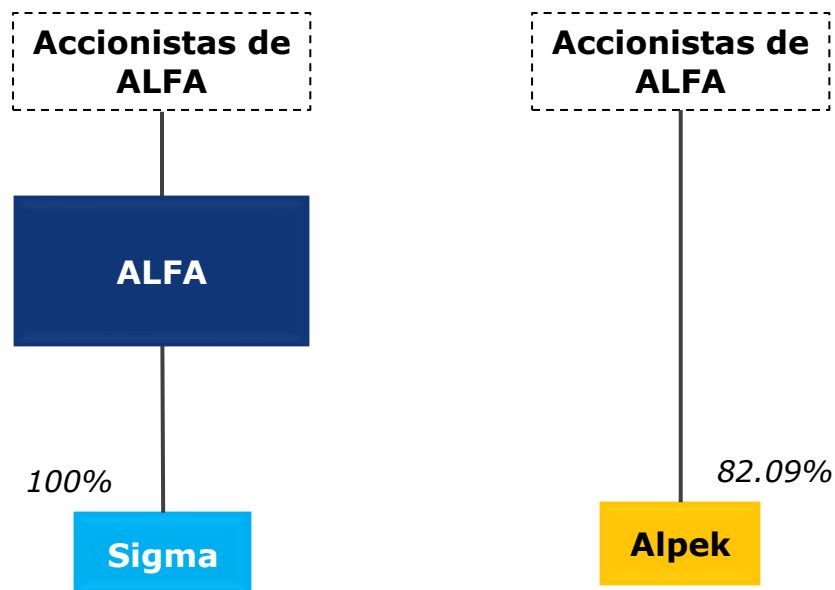 Accionistas de
ALFA
Accionistas de
ALFA
ALFA
100%
82.09%
Sigma
Alpek